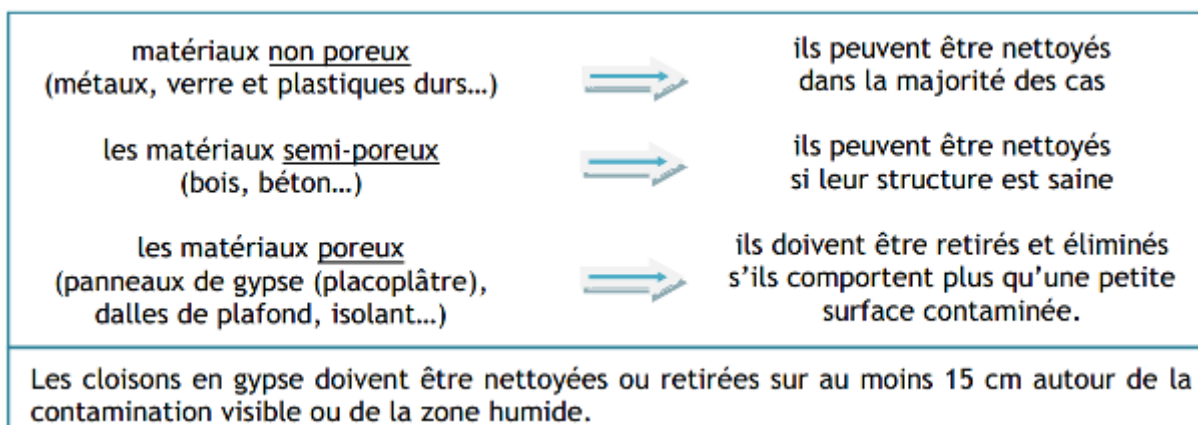 matériaux non poreux
(métaux, verre et plastiques durs…)
ils peuvent être nettoyés
dans la majorité des cas
les matériaux semi-poreux
(bois, béton…)
ils peuvent être nettoyés
si leur structure est saine
les matériaux poreux
(panneaux de gypse (placoplâtre),
dalles de plafond, isolant…)
ils doivent être retirés et éliminés
s’ils comportent plus qu’une petite
surface contaminée.
Les cloisons en gypse doivent être nettoyées ou retirées sur au moins 15 cm autour de la
contamination visible ou de la zone humide.